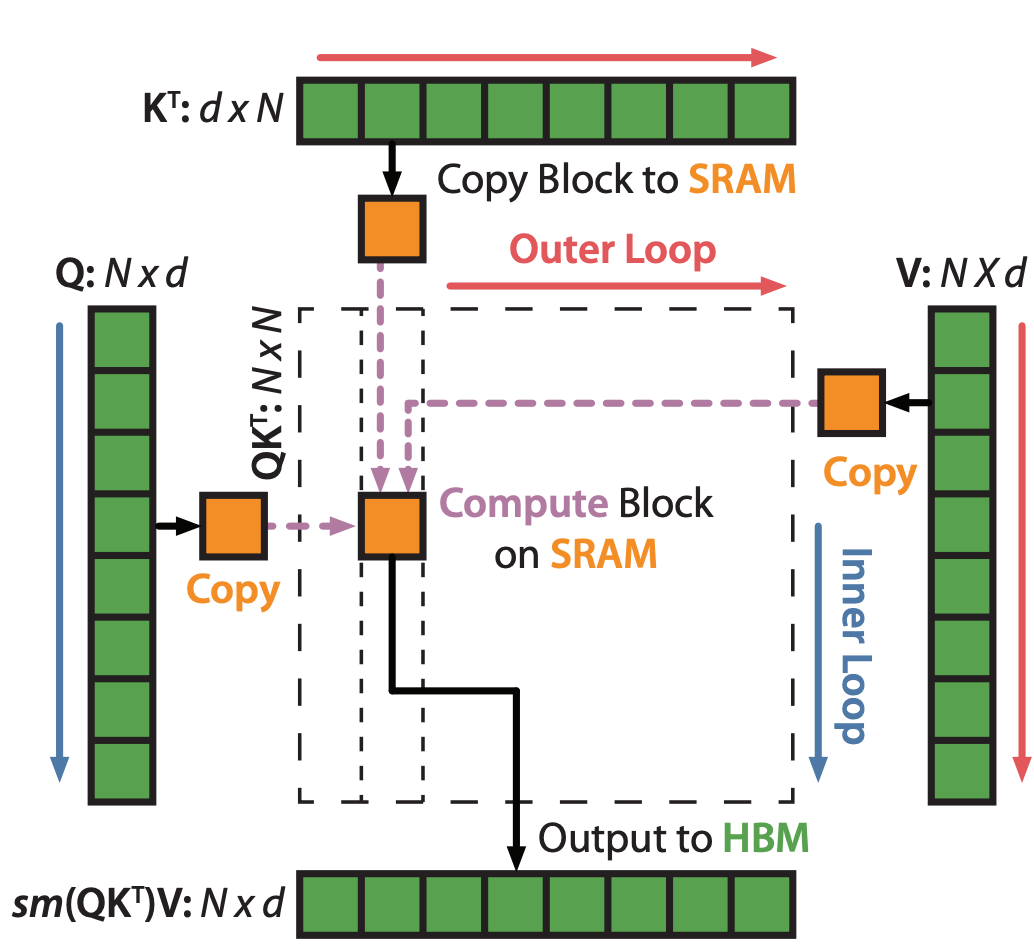 Kᵀ: d x N
Copy Block to SRAM
Outer Loop
Q: N x d
V: N X d
QKᵀ: N x N
Copy
Compute Block
on SRAM
Copy
Inner Loop
Output to HBM
sm(QKᵀ)V: N x d